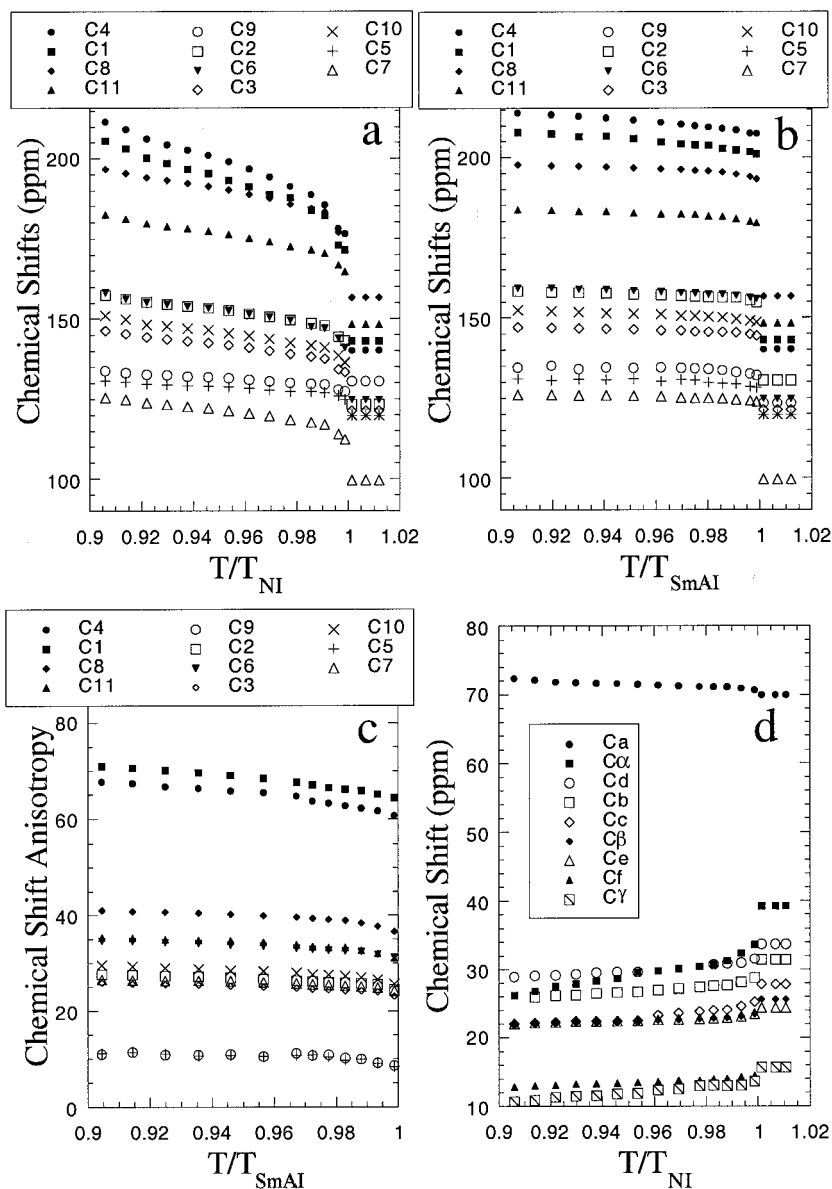 C4 C9 C10
C1 C2 C5
C8 C6 C7
C11 C3
a
Chemical Shifts (ppm)
200
150
100
0.9 0.92 0.94 0.96 0.98 1 1.02
T/T_NI
C4 C9 C10
C1 C2 C5
C8 C6 C7
C11 C3
b
Chemical Shifts (ppm)
200
150
100
0.9 0.92 0.94 0.96 0.98 1 1.02
T/T_SmAI
C4 C9 C10
C1 C2 C5
C8 C6 C7
C11 C3
c
Chemical Shift Anisotropy
80
60
40
20
0
0.9 0.92 0.94 0.96 0.98 1
T/T_SmAI
d
Chemical Shift (ppm)
80
70
60
50
40
30
20
10
Ca
Cα
Cd
Cb
Cc
Cβ
Ce
Cf
Cγ
0.9 0.92 0.94 0.96 0.98 1 1.02
T/T_NI